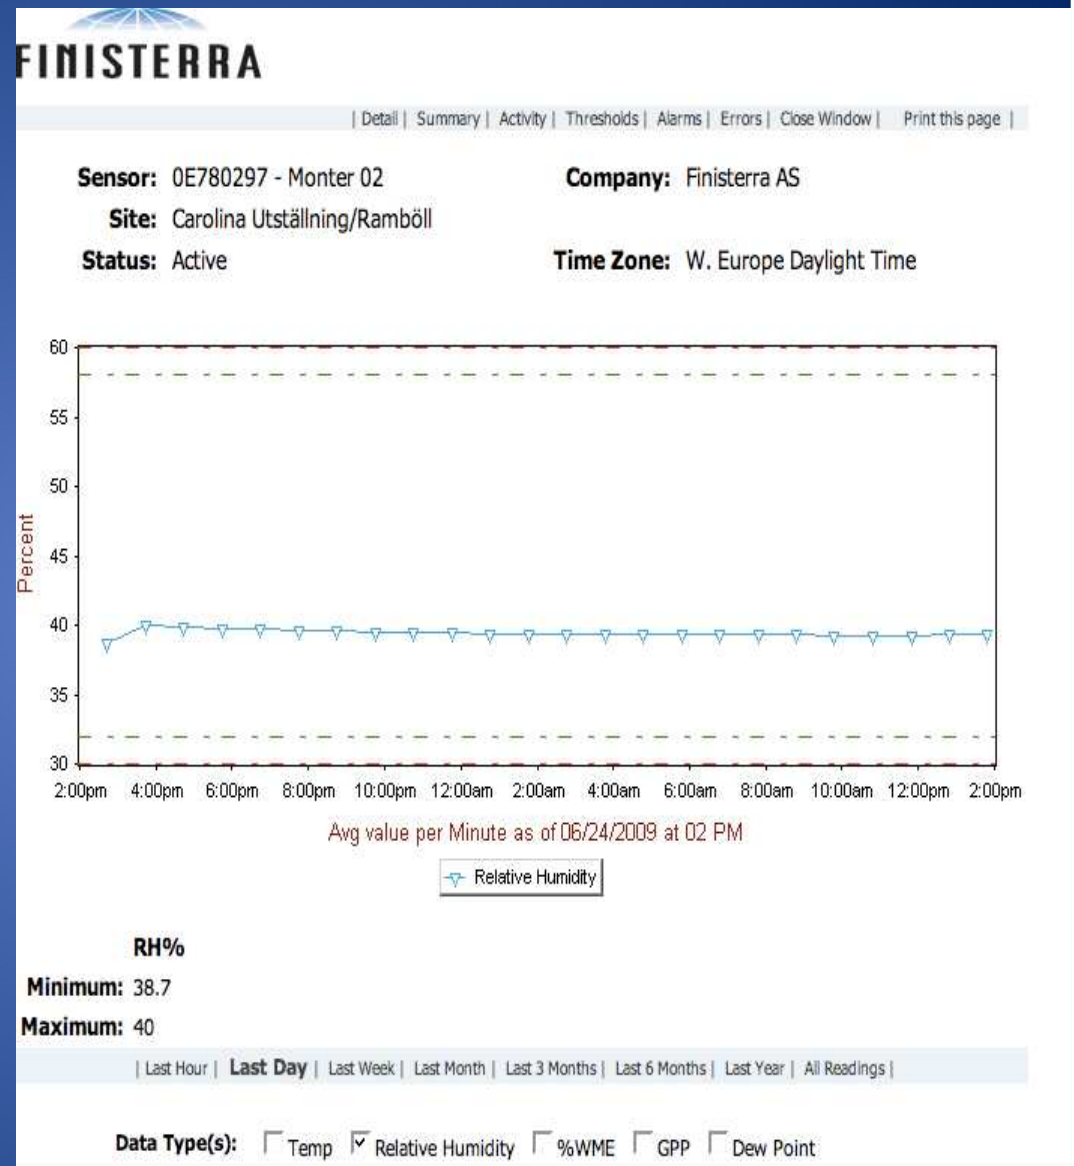 FINISTERRA
| Detail | Summary | Activity | Thresholds | Alarms | Errors | Close Window | Print this page |
Sensor: 0E780297 - Monter 02 Company: Finisterra AS
Site: Carolina Utställning/Ramböll
Status: Active Time Zone: W. Europe Daylight Time
60
55
50
45
40
35
30
Percent
2:00pm 4:00pm 6:00pm 8:00pm 10:00pm 12:00am 2:00am 4:00am 6:00am 8:00am 10:00am 12:00pm 2:00pm
Avg value per Minute as of 06/24/2009 at 02 PM
Relative Humidity
RH%
Minimum: 38.7
Maximum: 40
| Last Hour | Last Day | Last Week | Last Month | Last 3 Months | Last 6 Months | Last Year | All Readings |
Data Type(s): Temp Relative Humidity %WME GPP Dew Point